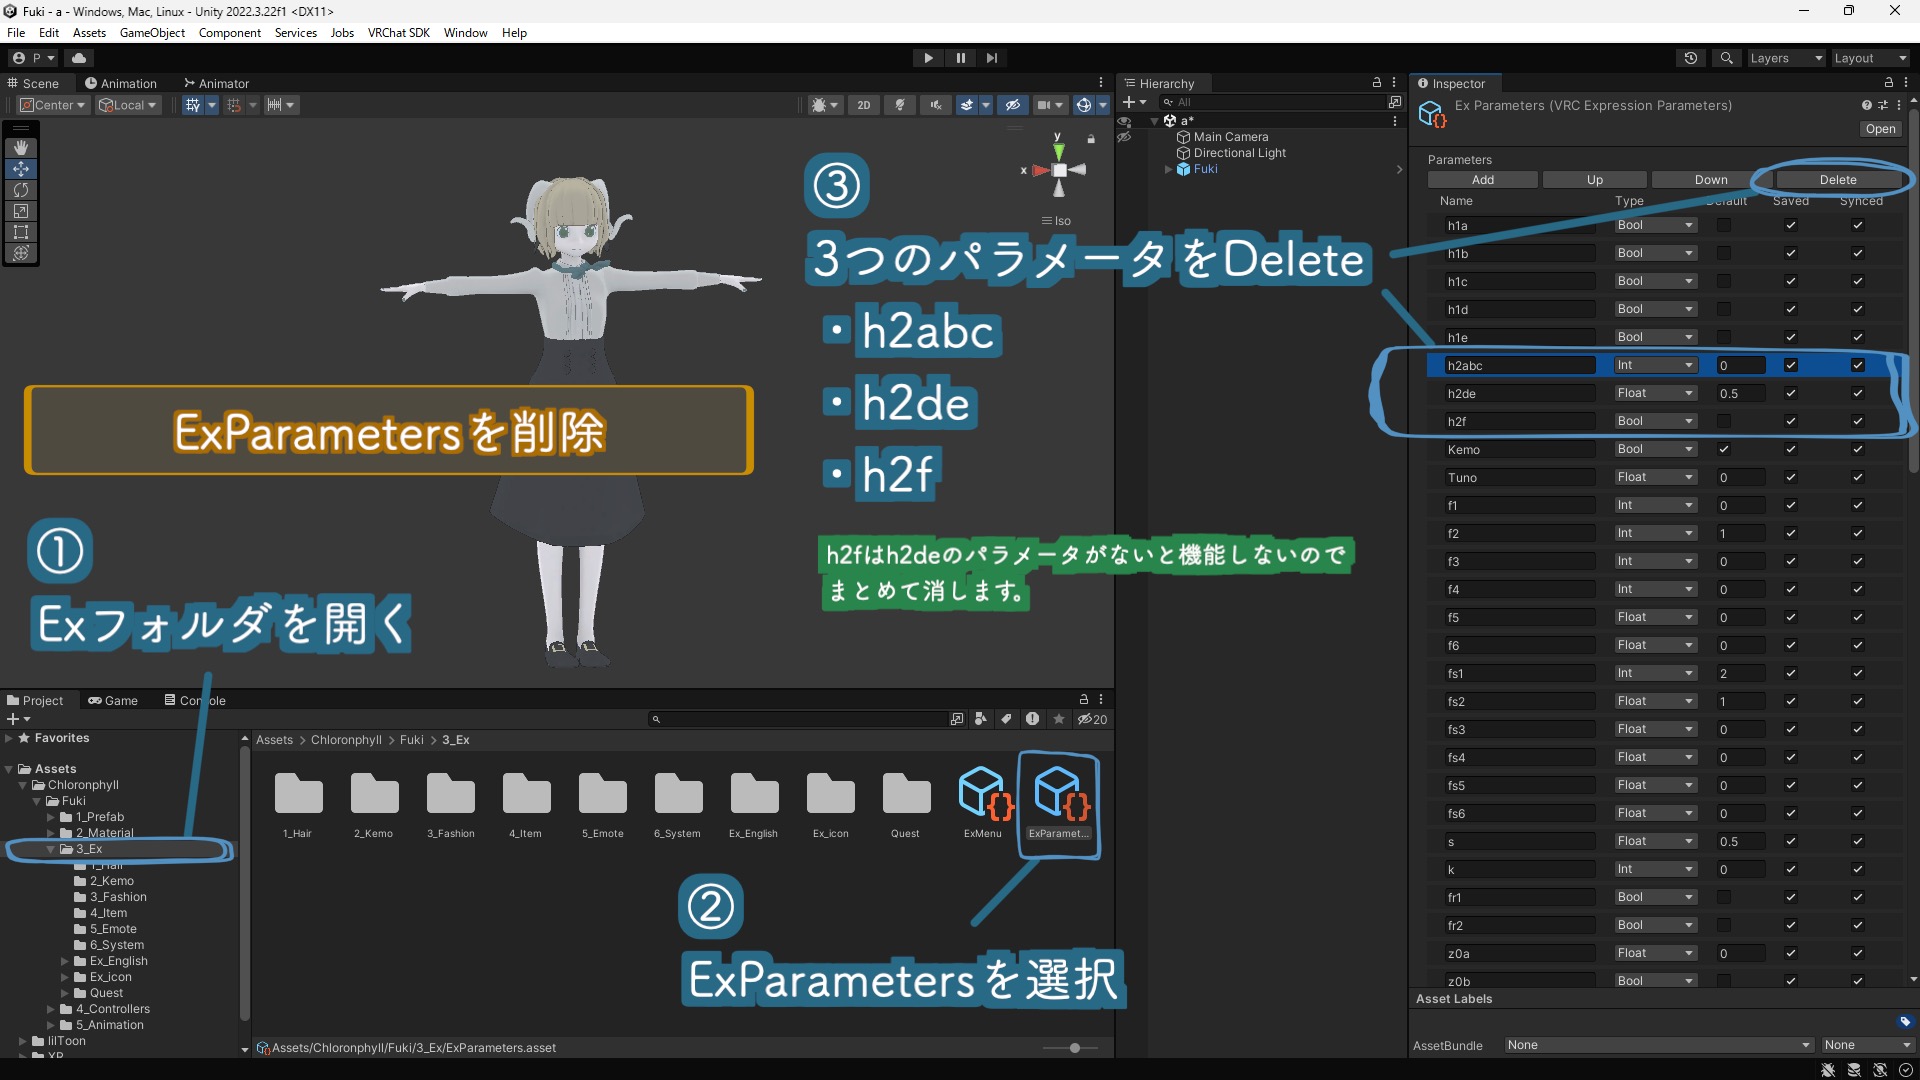 Fuki - a - Windows, Mac, Linux - Unity 2022.3.22f1 <DX11>
File Edit Assets GameObject Component Services Jobs VRChat SDK Window Help
P
Layers
Layout
Scene
Animation
Animator
Center
Local
2D
y
x
Iso
③
3つのパラメータをDelete
・h2abc
・h2de
・h2f
h2fはh2deのパラメータがないと機能しないので
まとめて消します。
ExParametersを削除
①
Exフォルダを開く
②
ExParametersを選択
Hierarchy
All
a*
Main Camera
Directional Light
Fuki
Inspector
Ex Parameters (VRC Expression Parameters)
Open
Parameters
Add Up Down Delete
Name Type Saved Synced
h1a Bool
h1b Bool
h1c Bool
h1d Bool
h1e Bool
h2abc Int 0
h2de Float 0.5
h2f Bool
Kemo Bool
Tuno Float 0
f1 Int 0
f2 Int 1
f3 Int 0
f4 Int 0
f5 Float 0
f6 Float 0
fs1 Int 2
fs2 Float 1
fs3 Float 0
fs4 Float 0
fs5 Float 0
fs6 Float 0
s Float 0.5
k Int 0
fr1 Bool
fr2 Bool
z0a Float 0
z0b Bool
Asset Labels
AssetBundle None None
Project
Game
Console
20
Favorites
Assets
Chloronphyll
Fuki
1_Prefab
2_Material
3_Ex
1_Hair
2_Kemo
3_Fashion
4_Item
5_Emote
6_System
Ex_English
Ex_icon
Quest
4_Controllers
5_Animation
lilToon
XR
Assets > Chloronphyll > Fuki > 3_Ex
1_Hair
2_Kemo
3_Fashion
4_Item
5_Emote
6_System
Ex_English
Ex_icon
Quest
ExMenu
ExParamet...
Assets/Chloronphyll/Fuki/3_Ex/ExParameters.asset